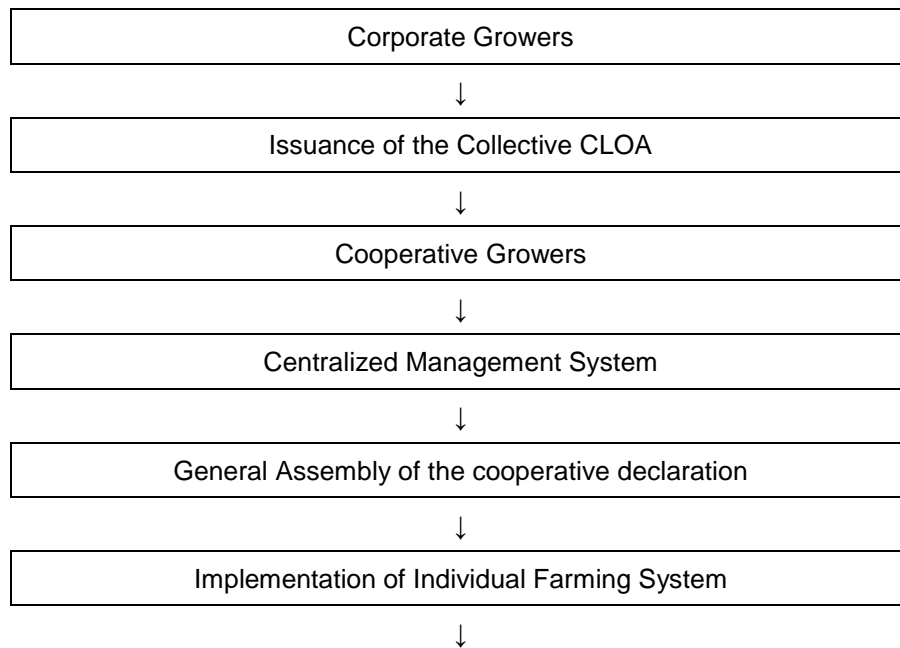 Corporate Growers
↓
Issuance of the Collective CLOA
↓
Cooperative Growers
↓
Centralized Management System
↓
General Assembly of the cooperative declaration
↓
Implementation of Individual Farming System
↓